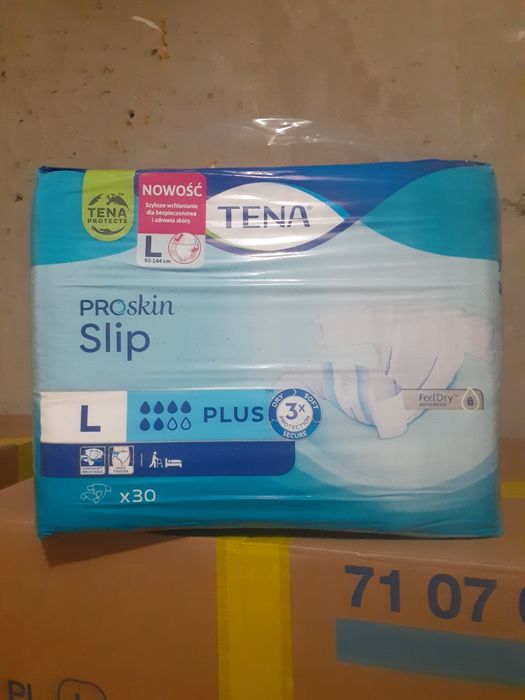 TENA
PROTECTS
NOWOŚĆ
Szybsze wchłanianie
dla bezpieczeństwa
i zdrowia skóry.
L
92-144 cm
TENA
PROskin
Slip
L
PLUS
DRY
SOFT
3x
PROTECTION
SECURE
FeelDry™
ADVANCED
x30
71 07